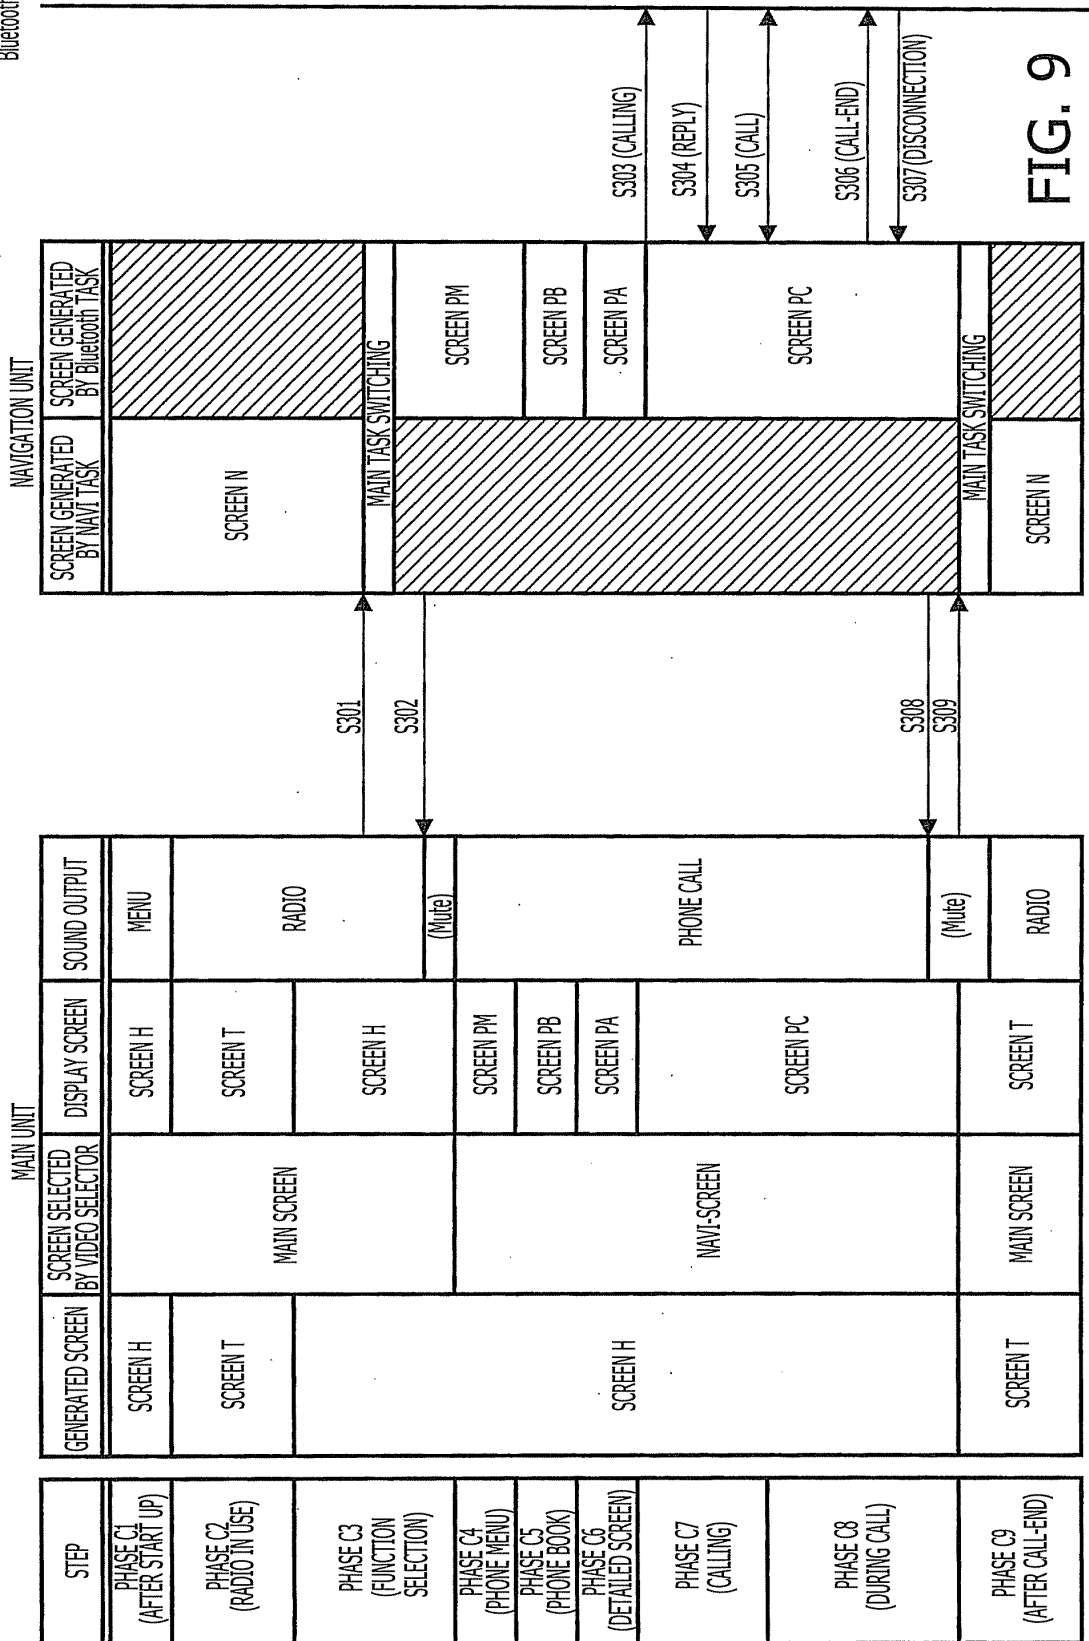 Bluetooth
STEP
PHASE C1
(AFTER START UP)
PHASE C2
(RADIO IN USE)
PHASE C3
(FUNCTION
SELECTION)
PHASE C4
(PHONE MENU)
PHASE C5
(PHONE BOOK)
PHASE C6
(DETAILED SCREEN)
PHASE C7
(CALLING)
PHASE C8
(DURING CALL)
PHASE C9
(AFTER CALL-END)
MAIN UNIT
GENERATED SCREEN
SCREEN H
SCREEN T
SCREEN H
SCREEN T
SCREEN SELECTED
BY VIDEO SELECTOR
MAIN SCREEN
NAVI-SCREEN
MAIN SCREEN
DISPLAY SCREEN
SCREEN H
SCREEN T
SCREEN H
SCREEN PM
SCREEN PB
SCREEN PA
SCREEN PC
SCREEN T
SOUND OUTPUT
MENU
RADIO
(Mute)
PHONE CALL
(Mute)
RADIO
S301
S302
S308
S309
NAVIGATION UNIT
SCREEN GENERATED
BY NAVI TASK
SCREEN N
MAIN TASK SWITCHING
MAIN TASK SWITCHING
SCREEN N
SCREEN GENERATED
BY Bluetooth TASK
SCREEN PM
SCREEN PB
SCREEN PA
SCREEN PC
S303 (CALLING)
S304 (REPLY)
S305 (CALL)
S306 (CALL-END)
S307 (DISCONNECTION)
FIG. 9